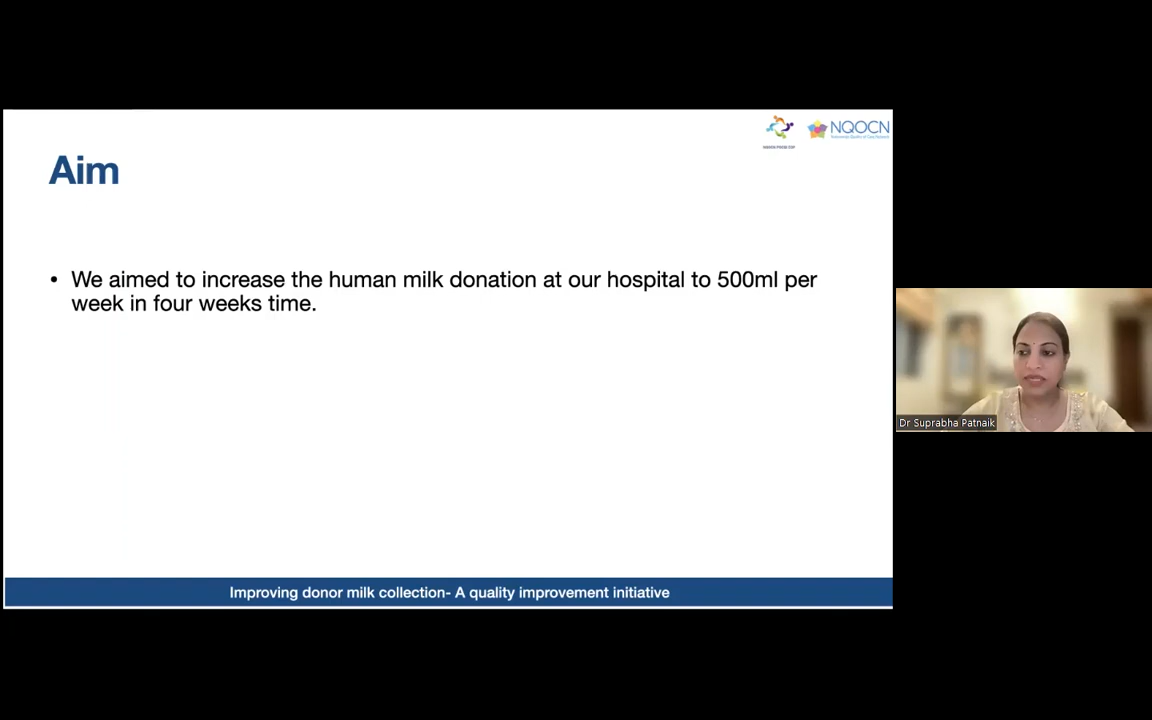 NQOCN
Aim
• We aimed to increase the human milk donation at our hospital to 500ml per
week in four weeks time.
Dr Suprabha Patnaik
Improving donor milk collection- A quality improvement initiative